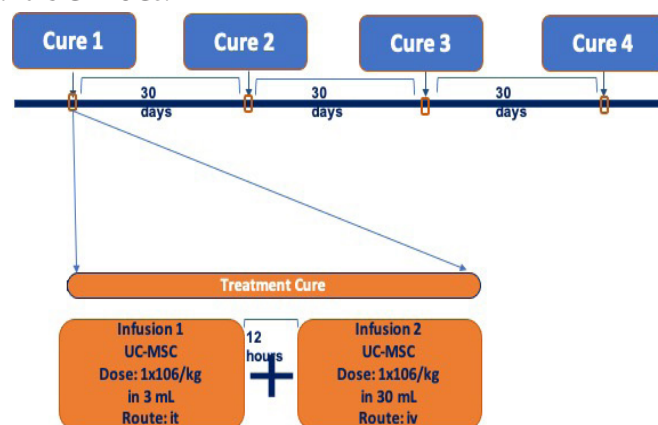 Cure 1
Cure 2
Cure 3
Cure 4
30
days
30
days
30
days
Treatment Cure
Infusion 1
UC-MSC
Dose: 1x106/kg
in 3 mL
Route: it
12
hours
Infusion 2
UC-MSC
Dose: 1x106/kg
in 30 mL
Route: iv